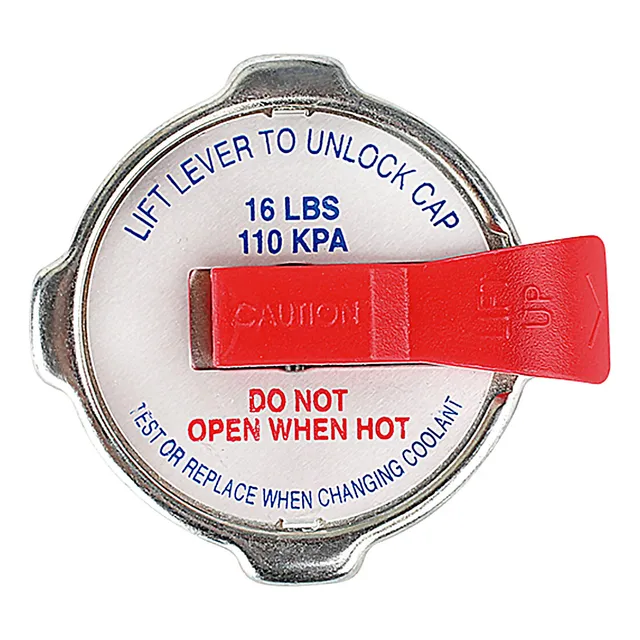 LIFT LEVER TO UNLOCK CAP
16 LBS
110 KPA
CAUTION
LIFT
UP
DO NOT
OPEN WHEN HOT
TEST OR REPLACE WHEN CHANGING COOLANT